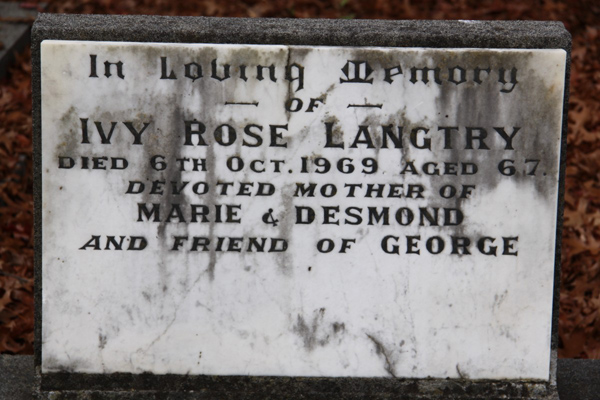 In Loving Memory
— OF —
IVY ROSE LANGTRY
DIED 6TH OCT. 1969 AGED 67.
DEVOTED MOTHER OF
MARIE & DESMOND
AND FRIEND OF GEORGE